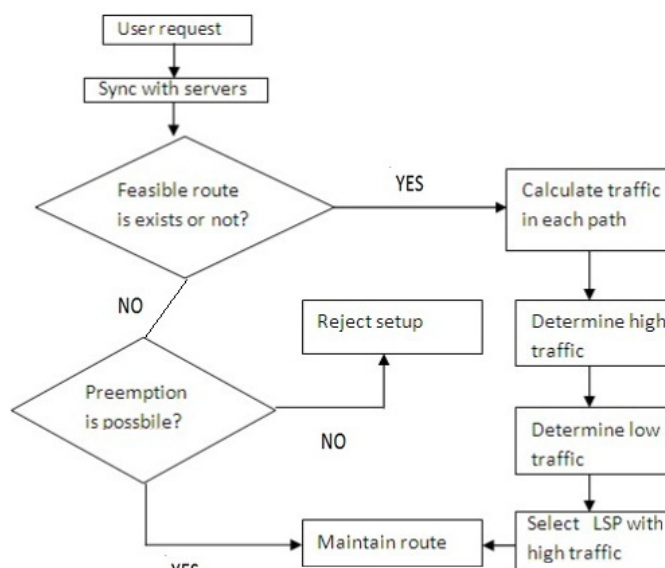 User request
Sync with servers
Feasible route
is exists or not?
YES
Calculate traffic
in each path
NO
Reject setup
Determine high
traffic
Preemption
is possbile?
NO
Determine low
traffic
Maintain route
Select LSP with
high traffic
YES